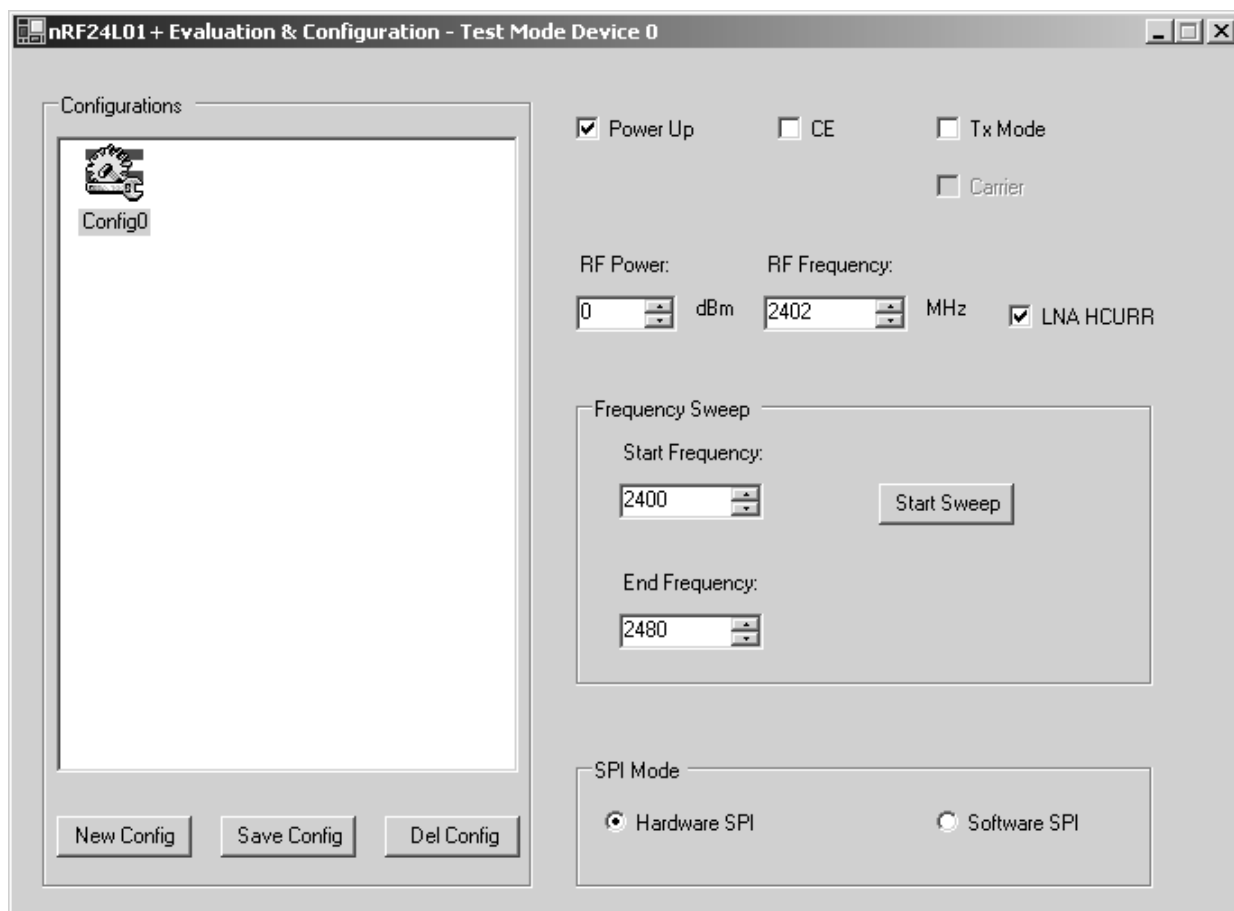 nRF24L01+ Evaluation & Configuration - Test Mode Device 0
Configurations
Config0
New Config
Save Config
Del Config
Power Up
CE
Tx Mode
Carrier
RF Power:
RF Frequency:
0
dBm
2402
MHz
LNA HCURR
Frequency Sweep
Start Frequency:
2400
Start Sweep
End Frequency:
2480
SPI Mode
Hardware SPI
Software SPI